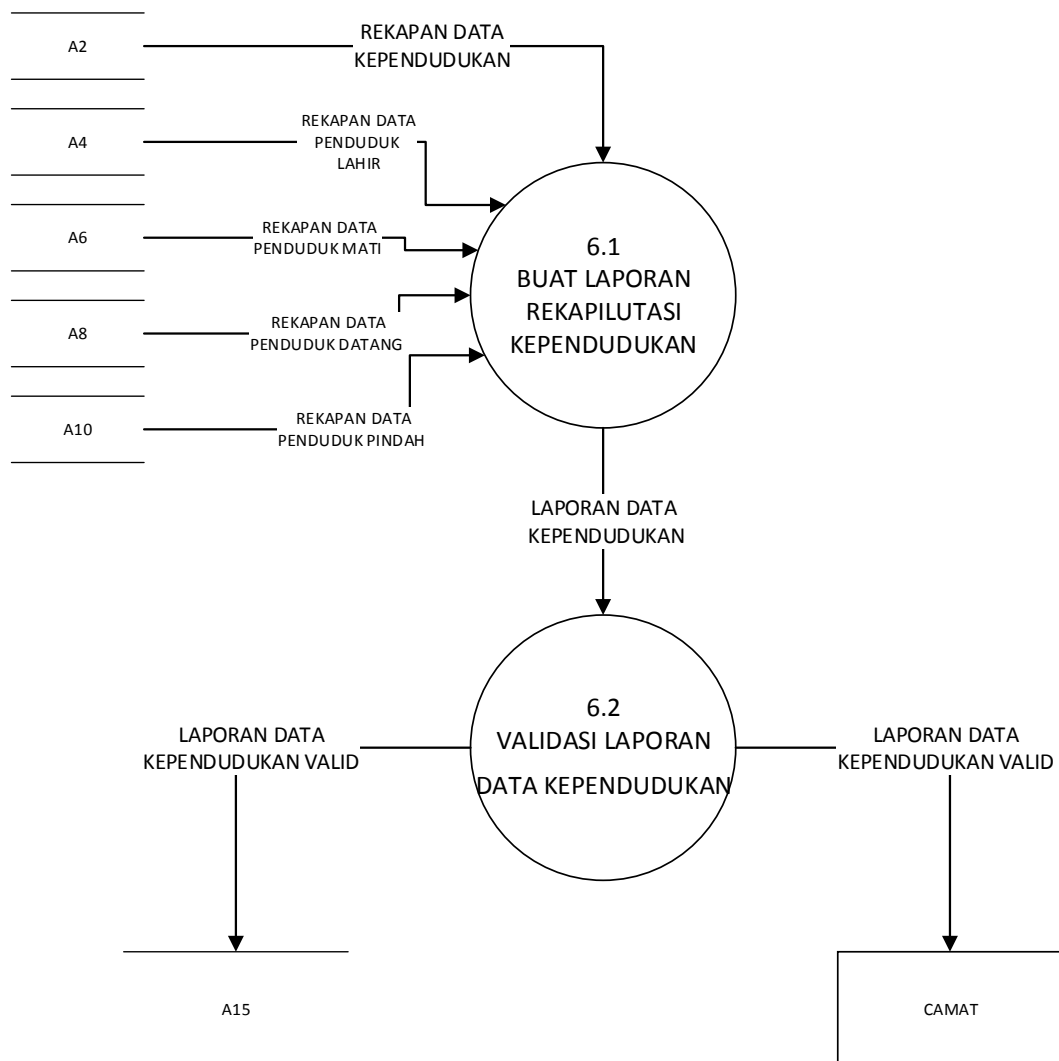 A2
REKAPAN DATA
KEPENDUDUKAN
A4
REKAPAN DATA
PENDUDUK
LAHIR
A6
REKAPAN DATA
PENDUDUK MATI
A8
REKAPAN DATA
PENDUDUK DATANG
A10
REKAPAN DATA
PENDUDUK PINDAH
6.1
BUAT LAPORAN
REKAPILUTASI
KEPENDUDUKAN
LAPORAN DATA
KEPENDUDUKAN
6.2
VALIDASI LAPORAN
DATA KEPENDUDUKAN
LAPORAN DATA
KEPENDUDUKAN VALID
LAPORAN DATA
KEPENDUDUKAN VALID
A15
CAMAT